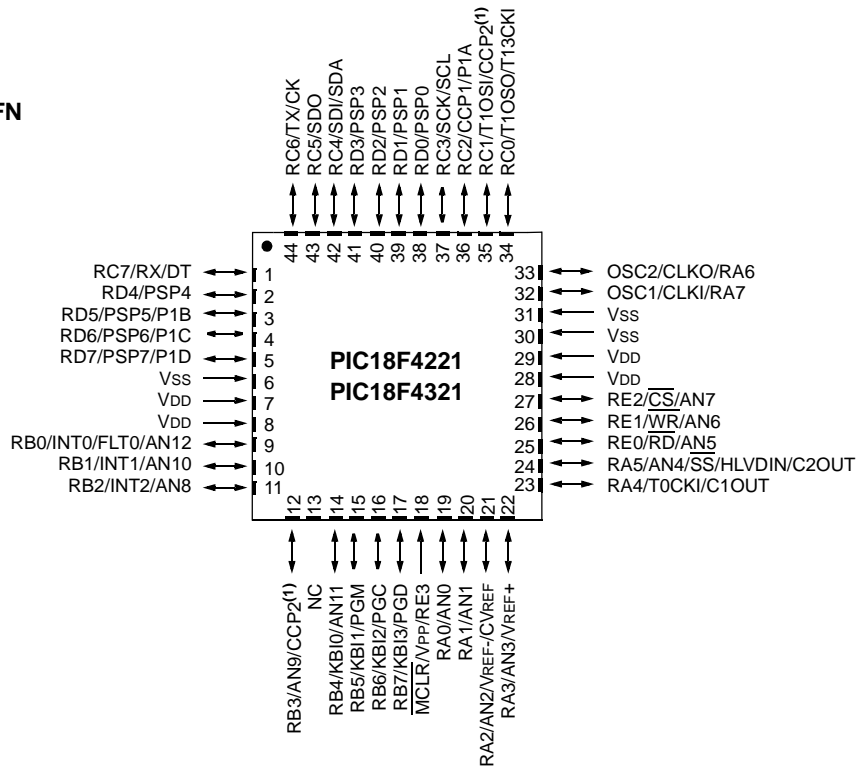 FN
RC6/TX/CK
RC5/SDO
RC4/SDI/SDA
RD3/PSP3
RD2/PSP2
RD1/PSP1
RD0/PSP0
RC3/SCK/SCL
RC2/CCP1/P1A
RC1/T1OSI/CCP2(1)
RC0/T1OSO/T13CKI
44
43
42
41
40
39
38
37
36
35
34
RC7/RX/DT 1
RD4/PSP4 2
RD5/PSP5/P1B 3
RD6/PSP6/P1C 4
RD7/PSP7/P1D 5
VSS 6
VDD 7
VDD 8
RB0/INT0/FLT0/AN12 9
RB1/INT1/AN10 10
RB2/INT2/AN8 11
PIC18F4221
PIC18F4321
33 OSC2/CLKO/RA6
32 OSC1/CLKI/RA7
31 VSS
30 VSS
29 VDD
28 VDD
27 RE2/CS/AN7
26 RE1/WR/AN6
25 RE0/RD/AN5
24 RA5/AN4/SS/HLVDIN/C2OUT
23 RA4/T0CKI/C1OUT
12
13
14
15
16
17
18
19
20
21
22
RB3/AN9/CCP2(1)
NC
RB4/KBI0/AN11
RB5/KBI1/PGM
RB6/KBI2/PGC
RB7/KBI3/PGD
MCLR/VPP/RE3
RA0/AN0
RA1/AN1
RA2/AN2/VREF-/CVREF
RA3/AN3/VREF+